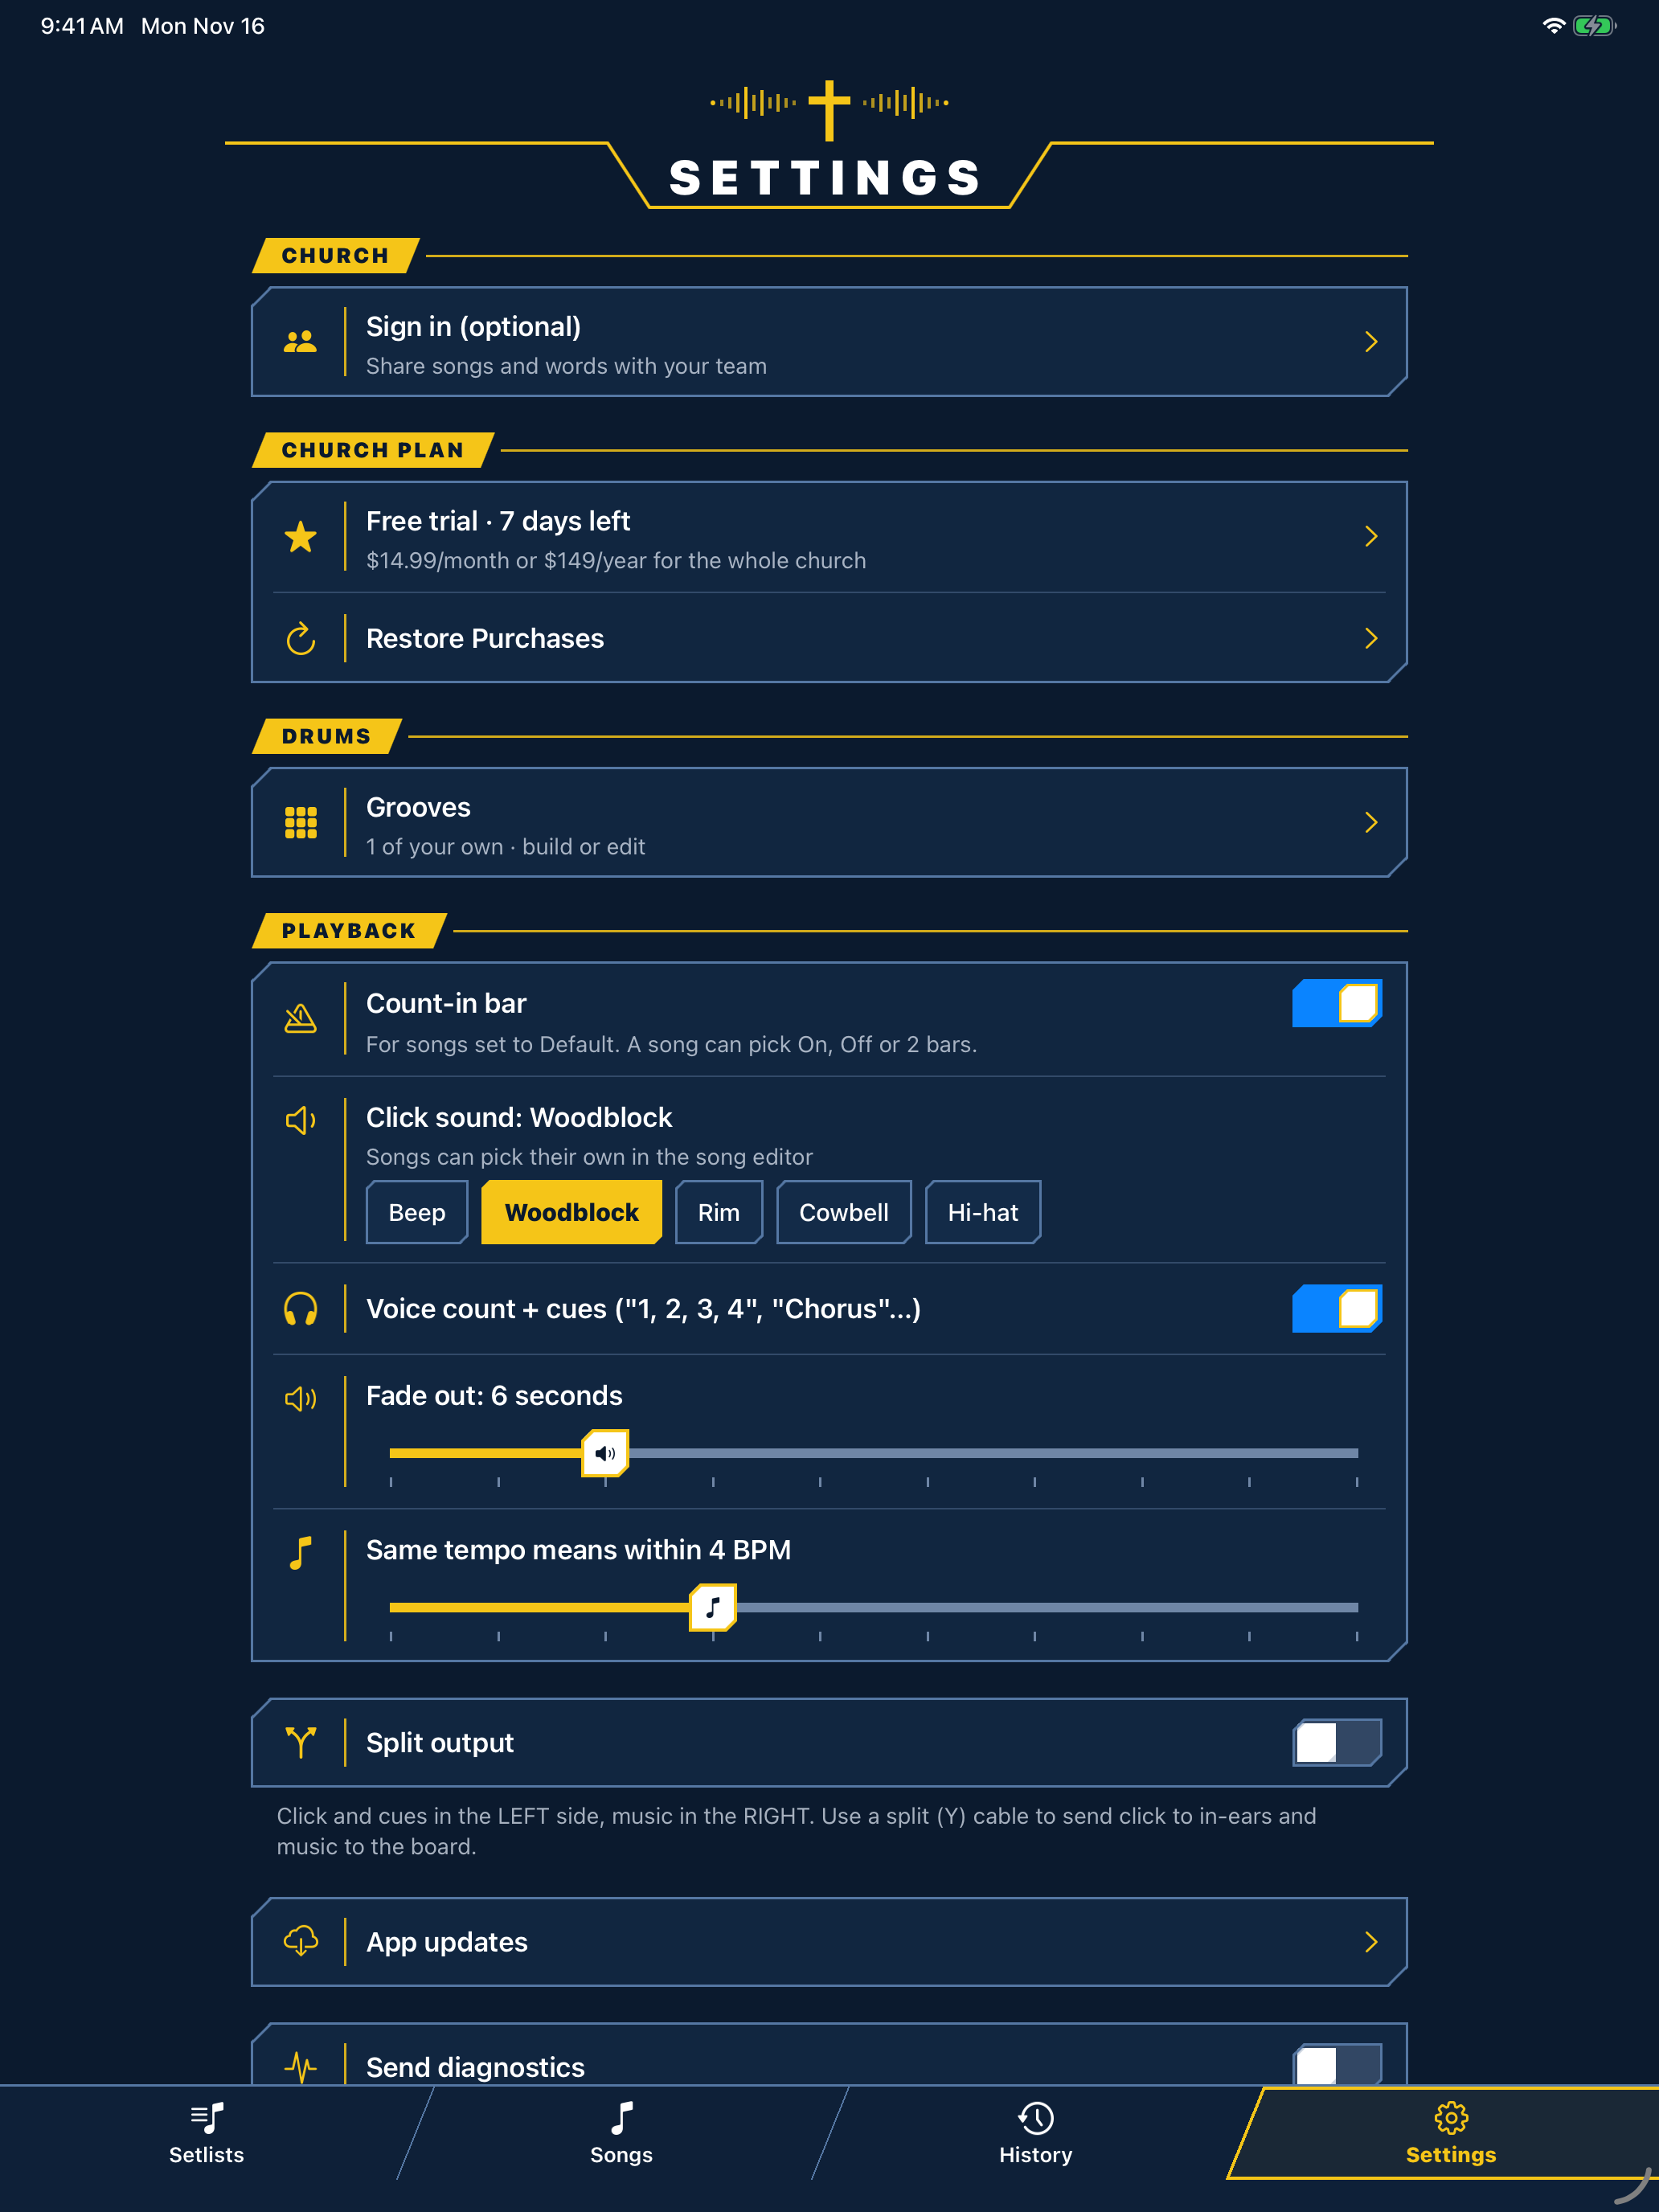 9:41 AM Mon Nov 16
SETTINGS
CHURCH
Sign in (optional)
Share songs and words with your team
CHURCH PLAN
Free trial · 7 days left
$14.99/month or $149/year for the whole church
Restore Purchases
DRUMS
Grooves
1 of your own · build or edit
PLAYBACK
Count-in bar
For songs set to Default. A song can pick On, Off or 2 bars.
Click sound: Woodblock
Songs can pick their own in the song editor
Beep Woodblock Rim Cowbell Hi-hat
Voice count + cues ("1, 2, 3, 4", "Chorus"...)
Fade out: 6 seconds
Same tempo means within 4 BPM
Split output
Click and cues in the LEFT side, music in the RIGHT. Use a split (Y) cable to send click to in-ears and
music to the board.
App updates
Send diagnostics
Setlists Songs History Settings